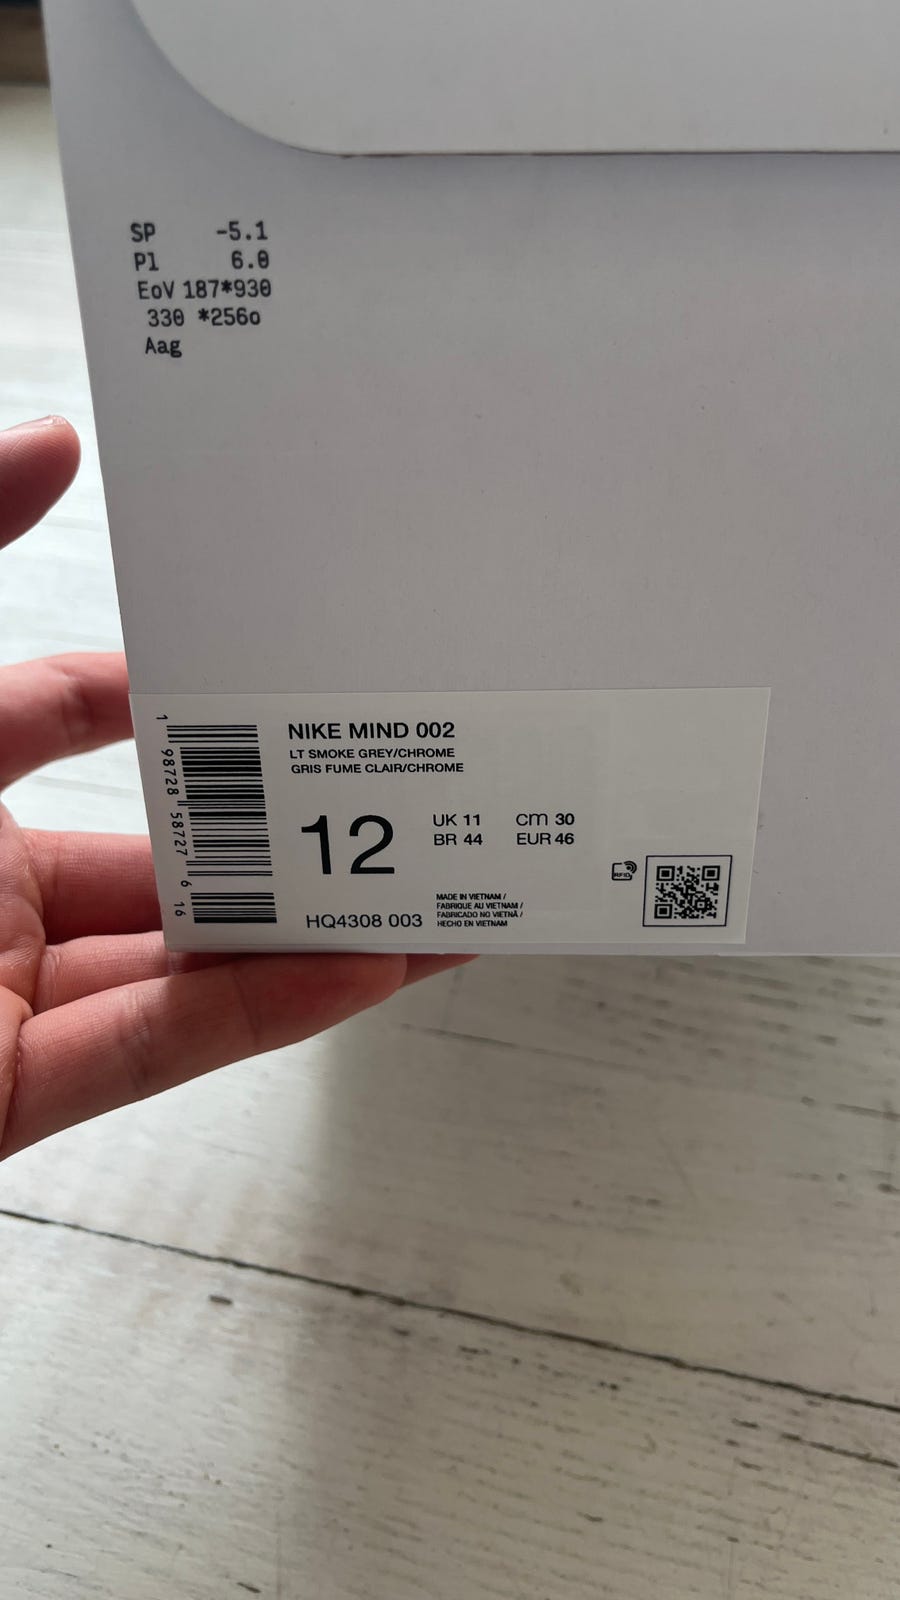 SP -5.1
Pl 6.0
EoV 187*930
330 *256o
Aag
NIKE MIND 002
LT SMOKE GREY/CHROME
GRIS FUME CLAIR/CHROME
12
UK 11 cm 30
BR 44 EUR 46
HQ4308 003
MADE IN VIETNAM /
FABRIQUE AU VIETNAM /
FABRICADO NO VIETNÃ /
HECHO EN VIETNAM
RFID
1 98728 58727 6 16